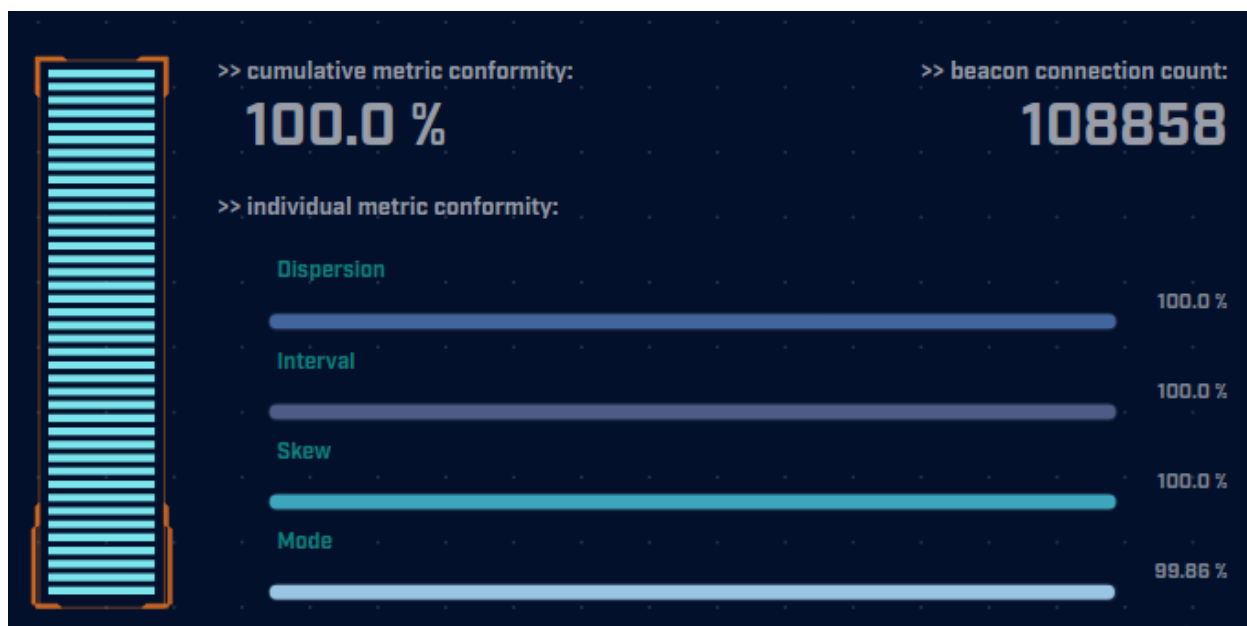 >> cumulative metric conformity:
100.0 %
>> beacon connection count:
108858
>> individual metric conformity:
Dispersion
100.0 %
Interval
100.0 %
Skew
100.0 %
Mode
99.86 %